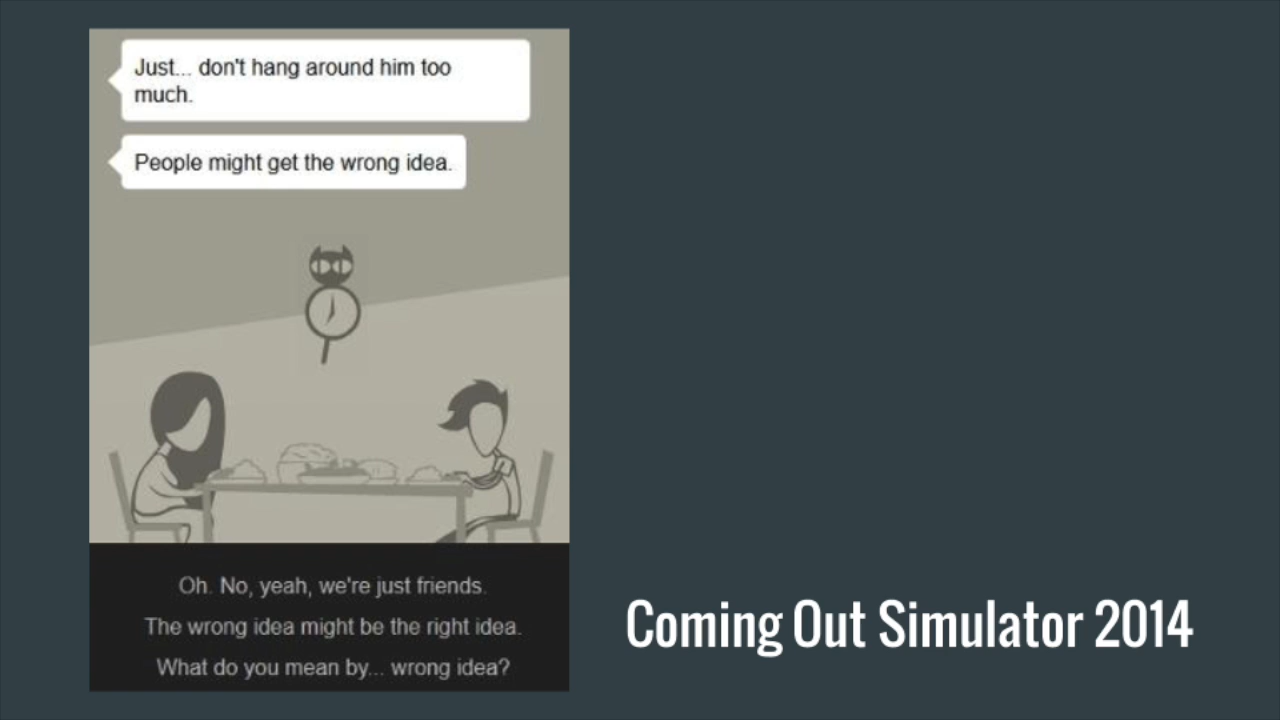 Just... don't hang around him too
much.
People might get the wrong idea.
Oh. No, yeah, we're just friends.
The wrong idea might be the right idea.
What do you mean by... wrong idea?
Coming Out Simulator 2014